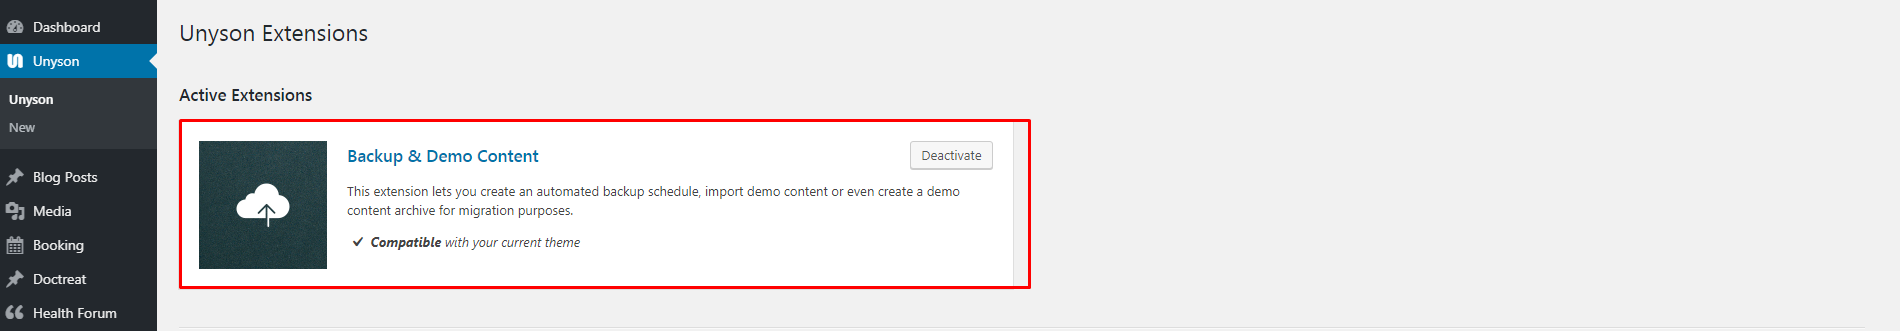 Dashboard
Unyson
Unyson
New
Blog Posts
Media
Booking
Doctreat
Health Forum
Unyson Extensions
Active Extensions
Backup & Demo Content
Deactivate
This extension lets you create an automated backup schedule, import demo content or even create a demo
content archive for migration purposes.
✔ Compatible with your current theme